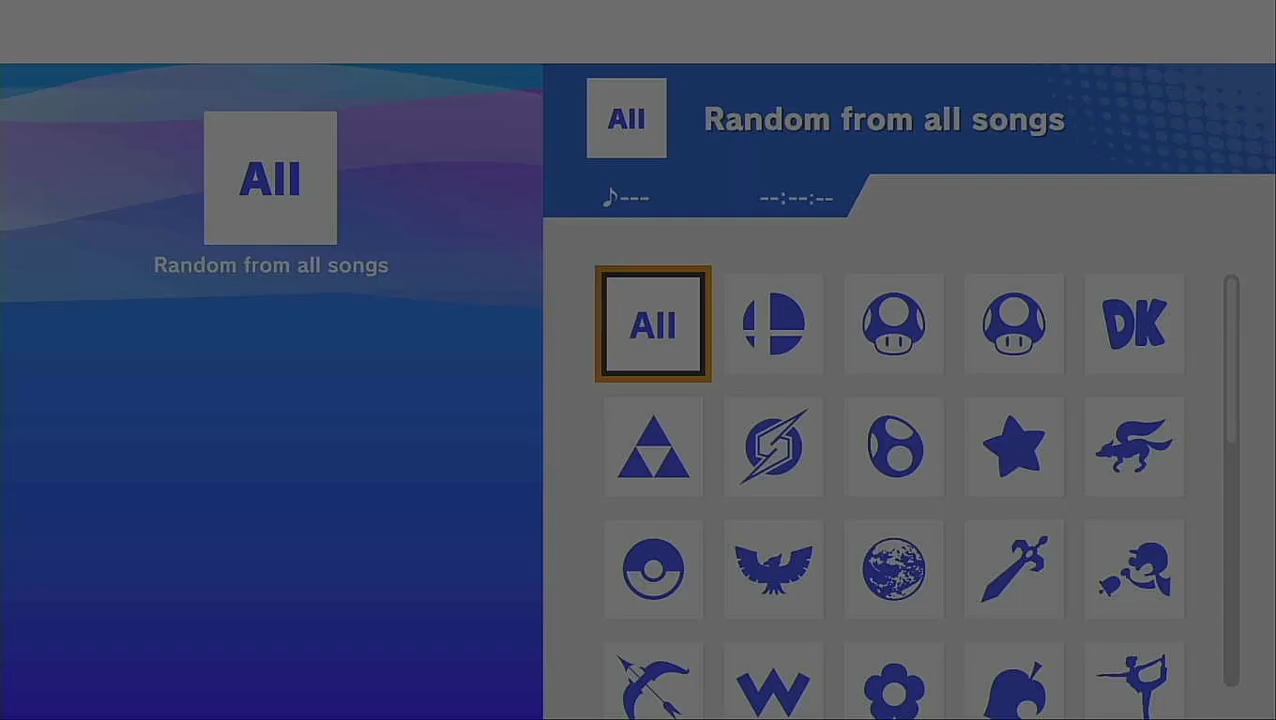 All
Random from all songs
All
Random from all songs
♪--- --:--:--
All
DK
W